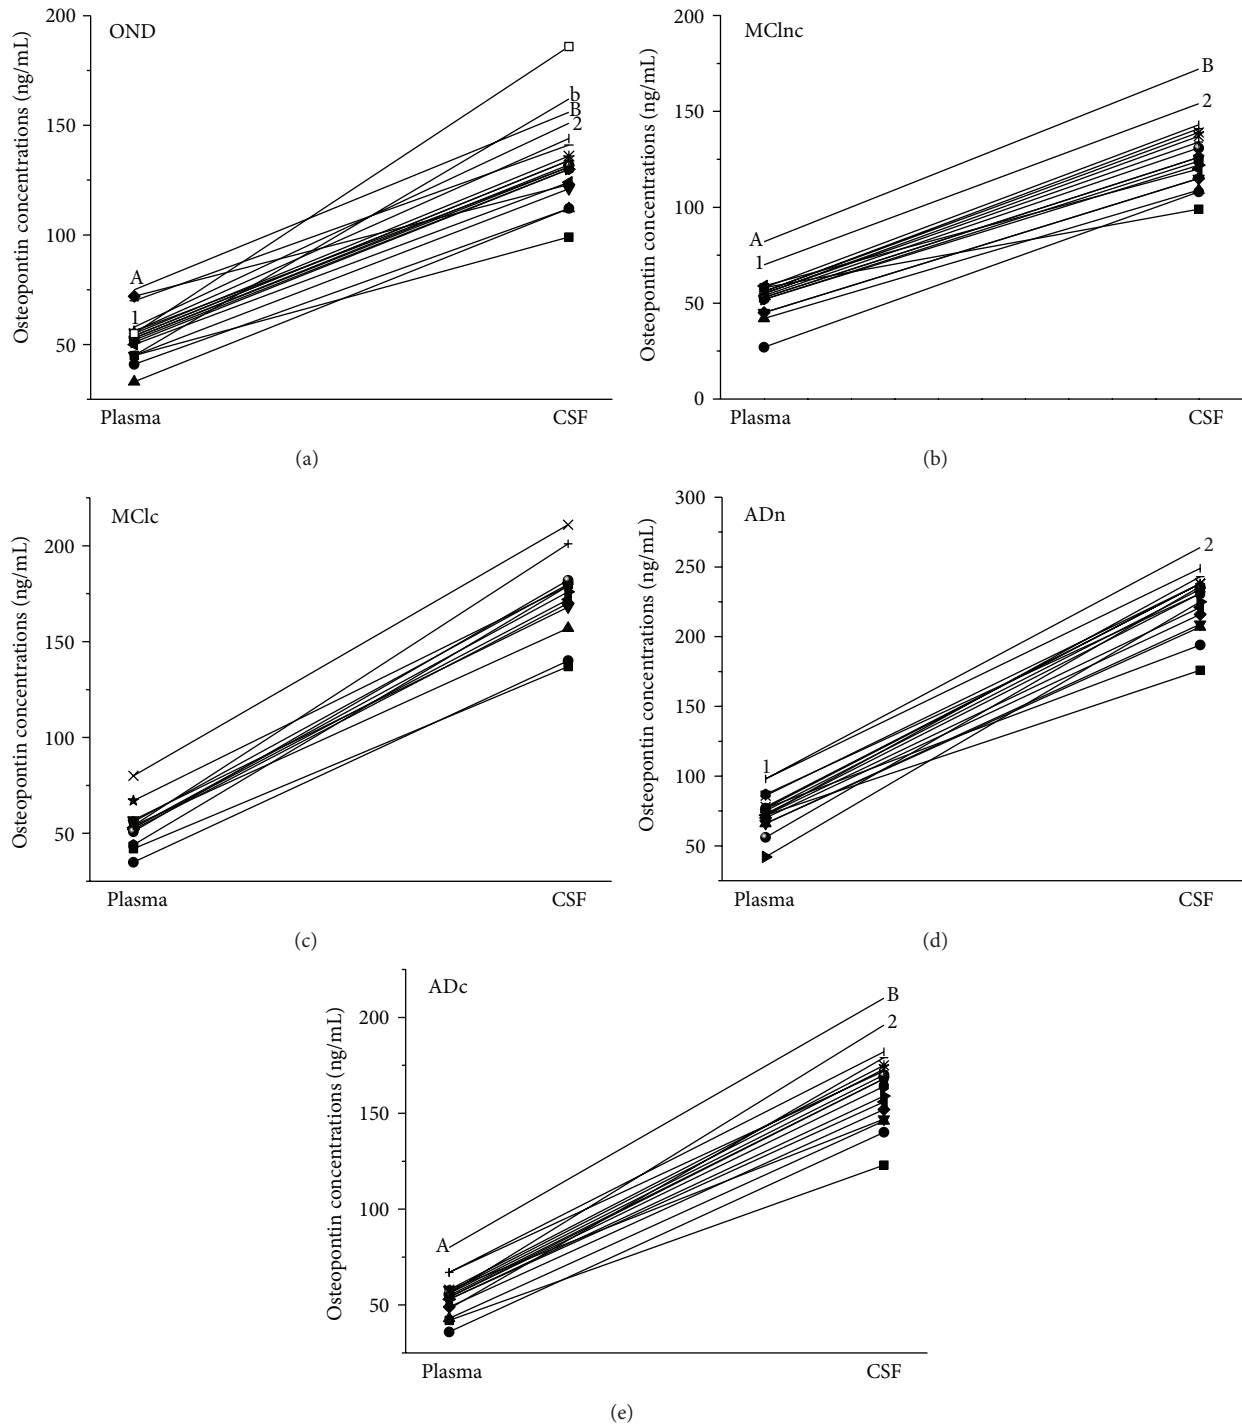 OND
Osteopontin concentrations (ng/mL)
200
150
100
50
b
B
2
A
1
Plasma
CSF
(a)
MClnc
Osteopontin concentrations (ng/mL)
200
150
100
50
0
B
2
A
1
Plasma
CSF
(b)
MClc
Osteopontin concentrations (ng/mL)
200
150
100
50
Plasma
CSF
(c)
ADn
Osteopontin concentrations (ng/mL)
300
250
200
150
100
50
2
1
Plasma
CSF
(d)
ADc
Osteopontin concentrations (ng/mL)
200
150
100
50
B
2
A
Plasma
CSF
(e)